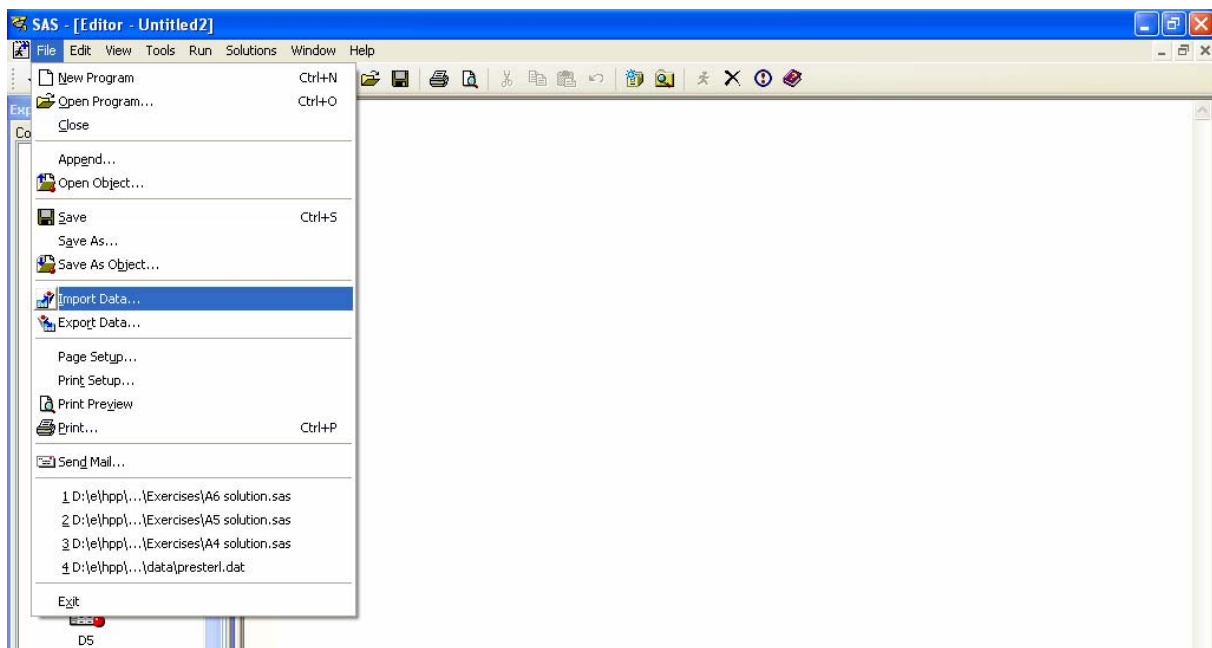 SAS - [Editor - Untitled2]
File Edit View Tools Run Solutions Window Help
New Program Ctrl+N
Open Program... Ctrl+O
Exp
Close
Co
Append...
Open Object...
Save Ctrl+S
Save As...
Save As Object...
Import Data...
Export Data...
Page Setup...
Print Setup...
Print Preview
Print... Ctrl+P
Send Mail...
1 D:\e\hpp\...\Exercises\A6 solution.sas
2 D:\e\hpp\...\Exercises\A5 solution.sas
3 D:\e\hpp\...\Exercises\A4 solution.sas
4 D:\e\hpp\...\data\presterl.dat
Exit
D5